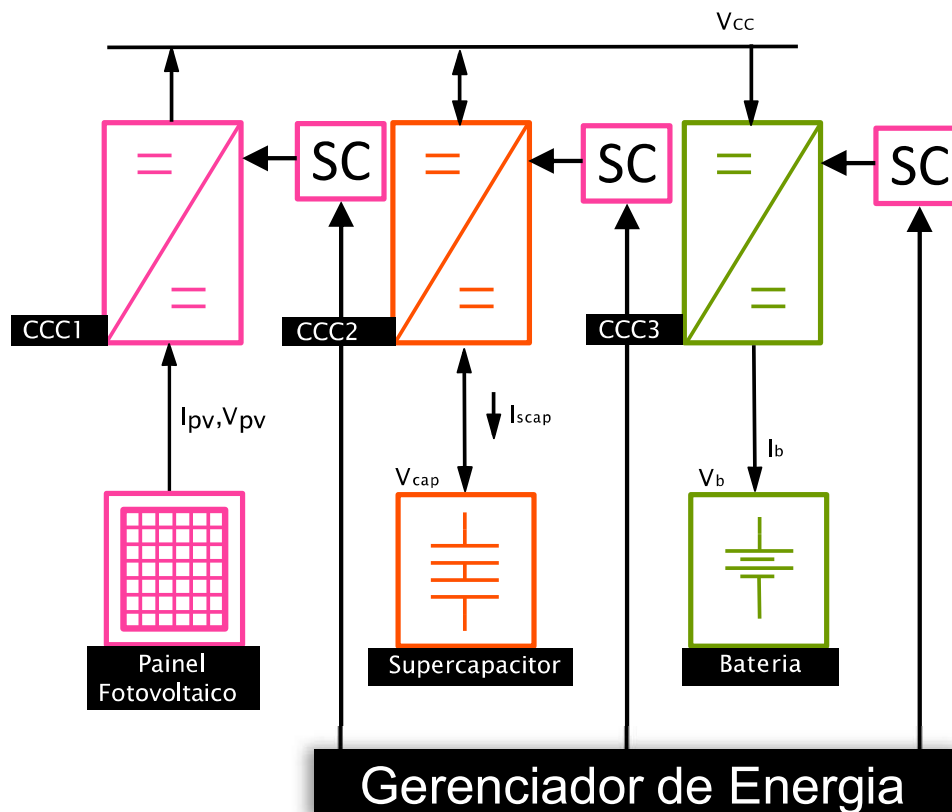 Vcc
SC
SC
SC
CCC1
CCC2
CCC3
Ipv,Vpv
Iscap
Vcap
Ib
Vb
Painel
Fotovoltaico
Supercapacitor
Bateria
Gerenciador de Energia